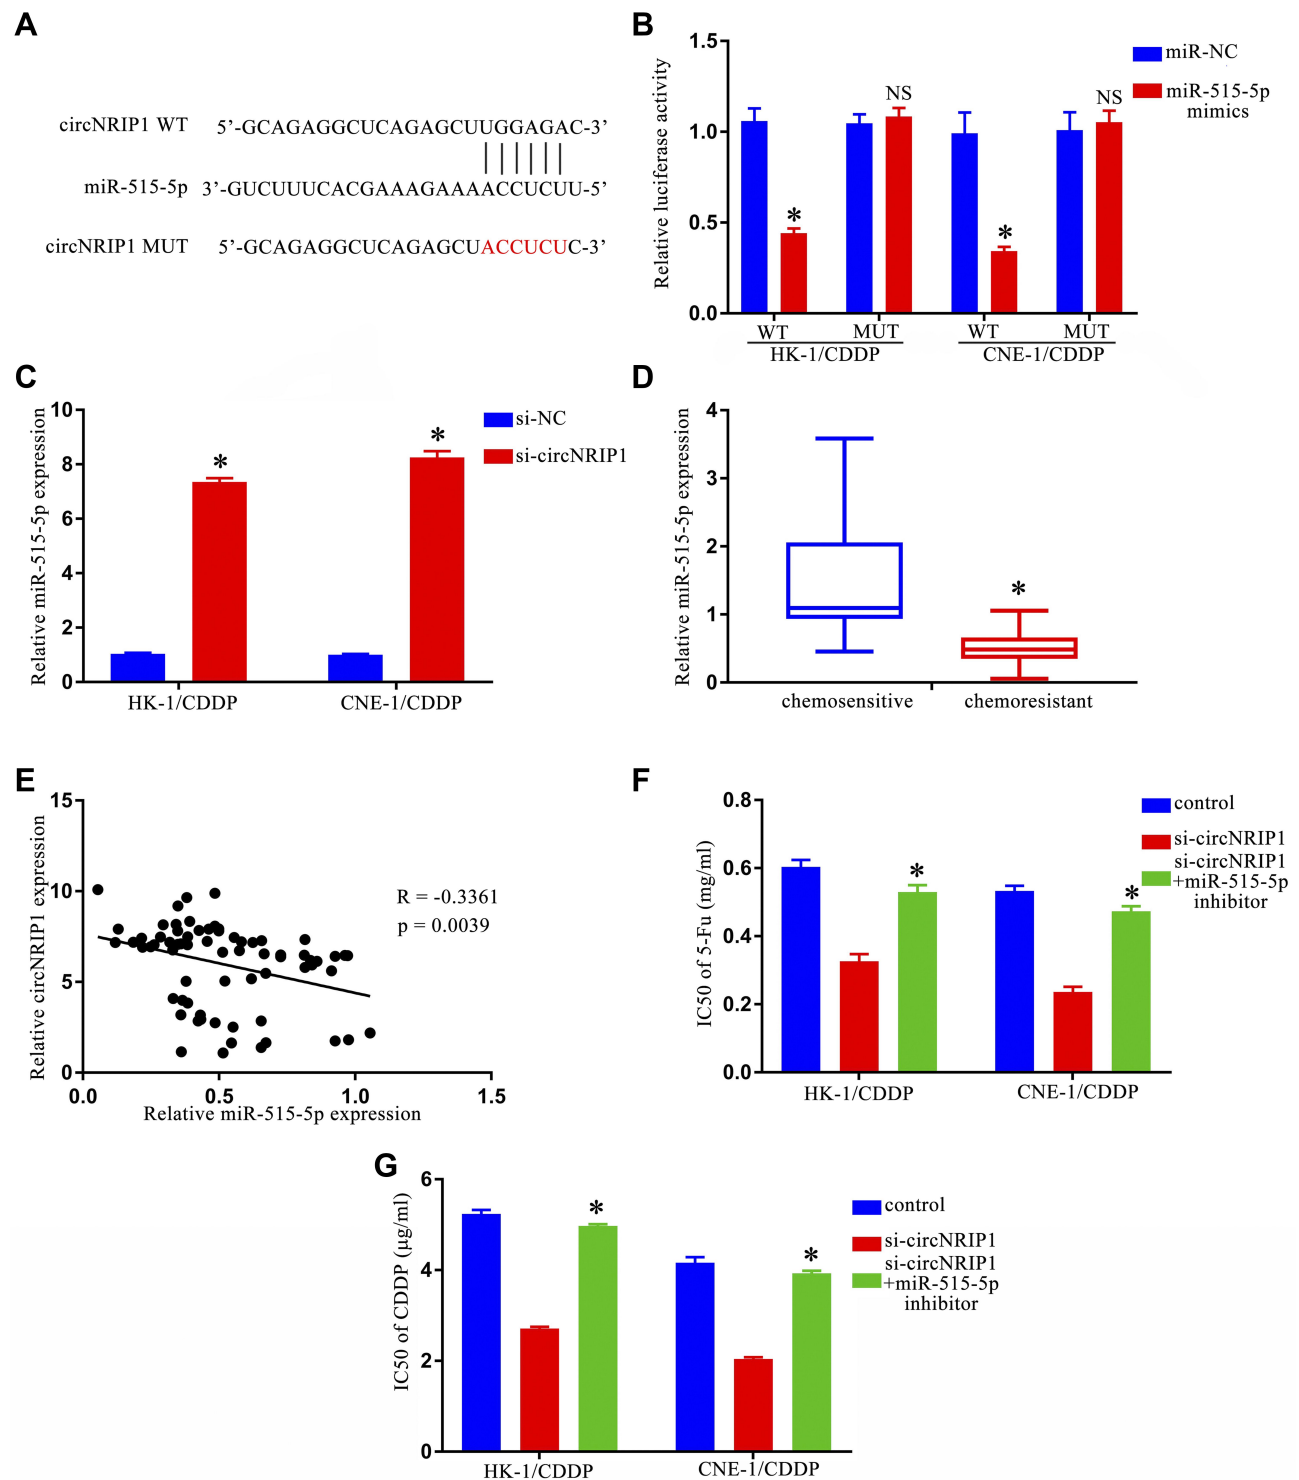 A
circNRIP1 WT 5’-GCAGAGGCUCAGAGCUUGGAGAC-3’
miR-515-5p 3’-GUCUUUCACGAAAGAAAACCUCUU-5’
circNRIP1 MUT 5’-GCAGAGGCUCAGAGCUACCUCUC-3’
B
Relative luciferase activity
1.5
1.0
0.5
0.0
miR-NC
miR-515-5p
mimics
* NS * NS
WT MUT WT MUT
HK-1/CDDP CNE-1/CDDP
C
Relative miR-515-5p expression
10
8
6
4
2
0
si-NC
si-circNRIP1
* *
HK-1/CDDP CNE-1/CDDP
D
Relative miR-515-5p expression
4
3
2
1
0
*
chemosensitive chemoresistant
E
Relative circNRIP1 expression
15
10
5
0
R = -0.3361
p = 0.0039
0.0 0.5 1.0 1.5
Relative miR-515-5p expression
F
IC50 of 5-Fu (mg/ml)
0.8
0.6
0.4
0.2
0.0
control
si-circNRIP1
si-circNRIP1
+miR-515-5p
inhibitor
* *
HK-1/CDDP CNE-1/CDDP
G
IC50 of CDDP (μg/ml)
6
4
2
0
control
si-circNRIP1
si-circNRIP1
+miR-515-5p
inhibitor
* *
HK-1/CDDP CNE-1/CDDP